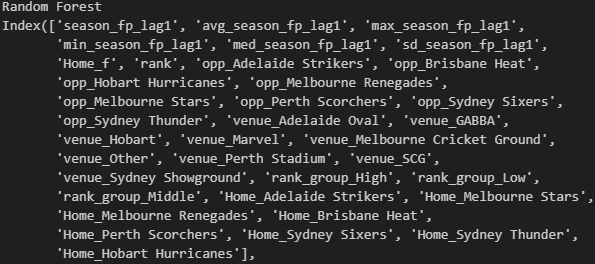 Random Forest
Index(['season_fp_lag1', 'avg_season_fp_lag1', 'max_season_fp_lag1',
'min_season_fp_lag1', 'med_season_fp_lag1', 'sd_season_fp_lag1',
'Home_f', 'rank', 'opp_Adelaide Strikers', 'opp_Brisbane Heat',
'opp_Hobart Hurricanes', 'opp_Melbourne Renegades',
'opp_Melbourne Stars', 'opp_Perth Scorchers', 'opp_Sydney Sixers',
'opp_Sydney Thunder', 'venue_Adelaide Oval', 'venue_GABBA',
'venue_Hobart', 'venue_Marvel', 'venue_Melbourne Cricket Ground',
'venue_Other', 'venue_Perth Stadium', 'venue_SCG',
'venue_Sydney Showground', 'rank_group_High', 'rank_group_Low',
'rank_group_Middle', 'Home_Adelaide Strikers', 'Home_Melbourne Stars',
'Home_Melbourne Renegades', 'Home_Brisbane Heat',
'Home_Perth Scorchers', 'Home_Sydney Sixers', 'Home_Sydney Thunder',
'Home_Hobart Hurricanes'],